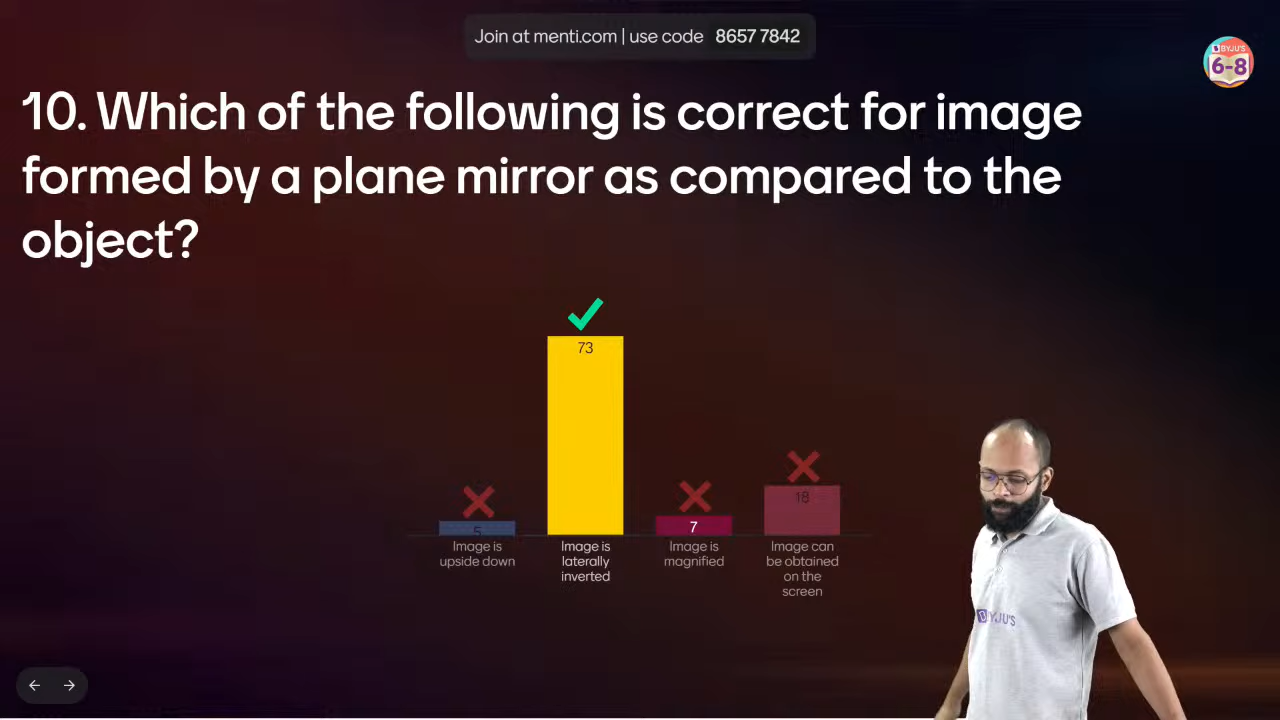 Join at menti.com | use code 8657 7842
BYJU'S
6-8
10. Which of the following is correct for image
formed by a plane mirror as compared to the
object?
73
18
5
7
Image is
upside down
Image is
laterally
inverted
Image is
magnified
Image can
be obtained
on the
screen
BYJU'S